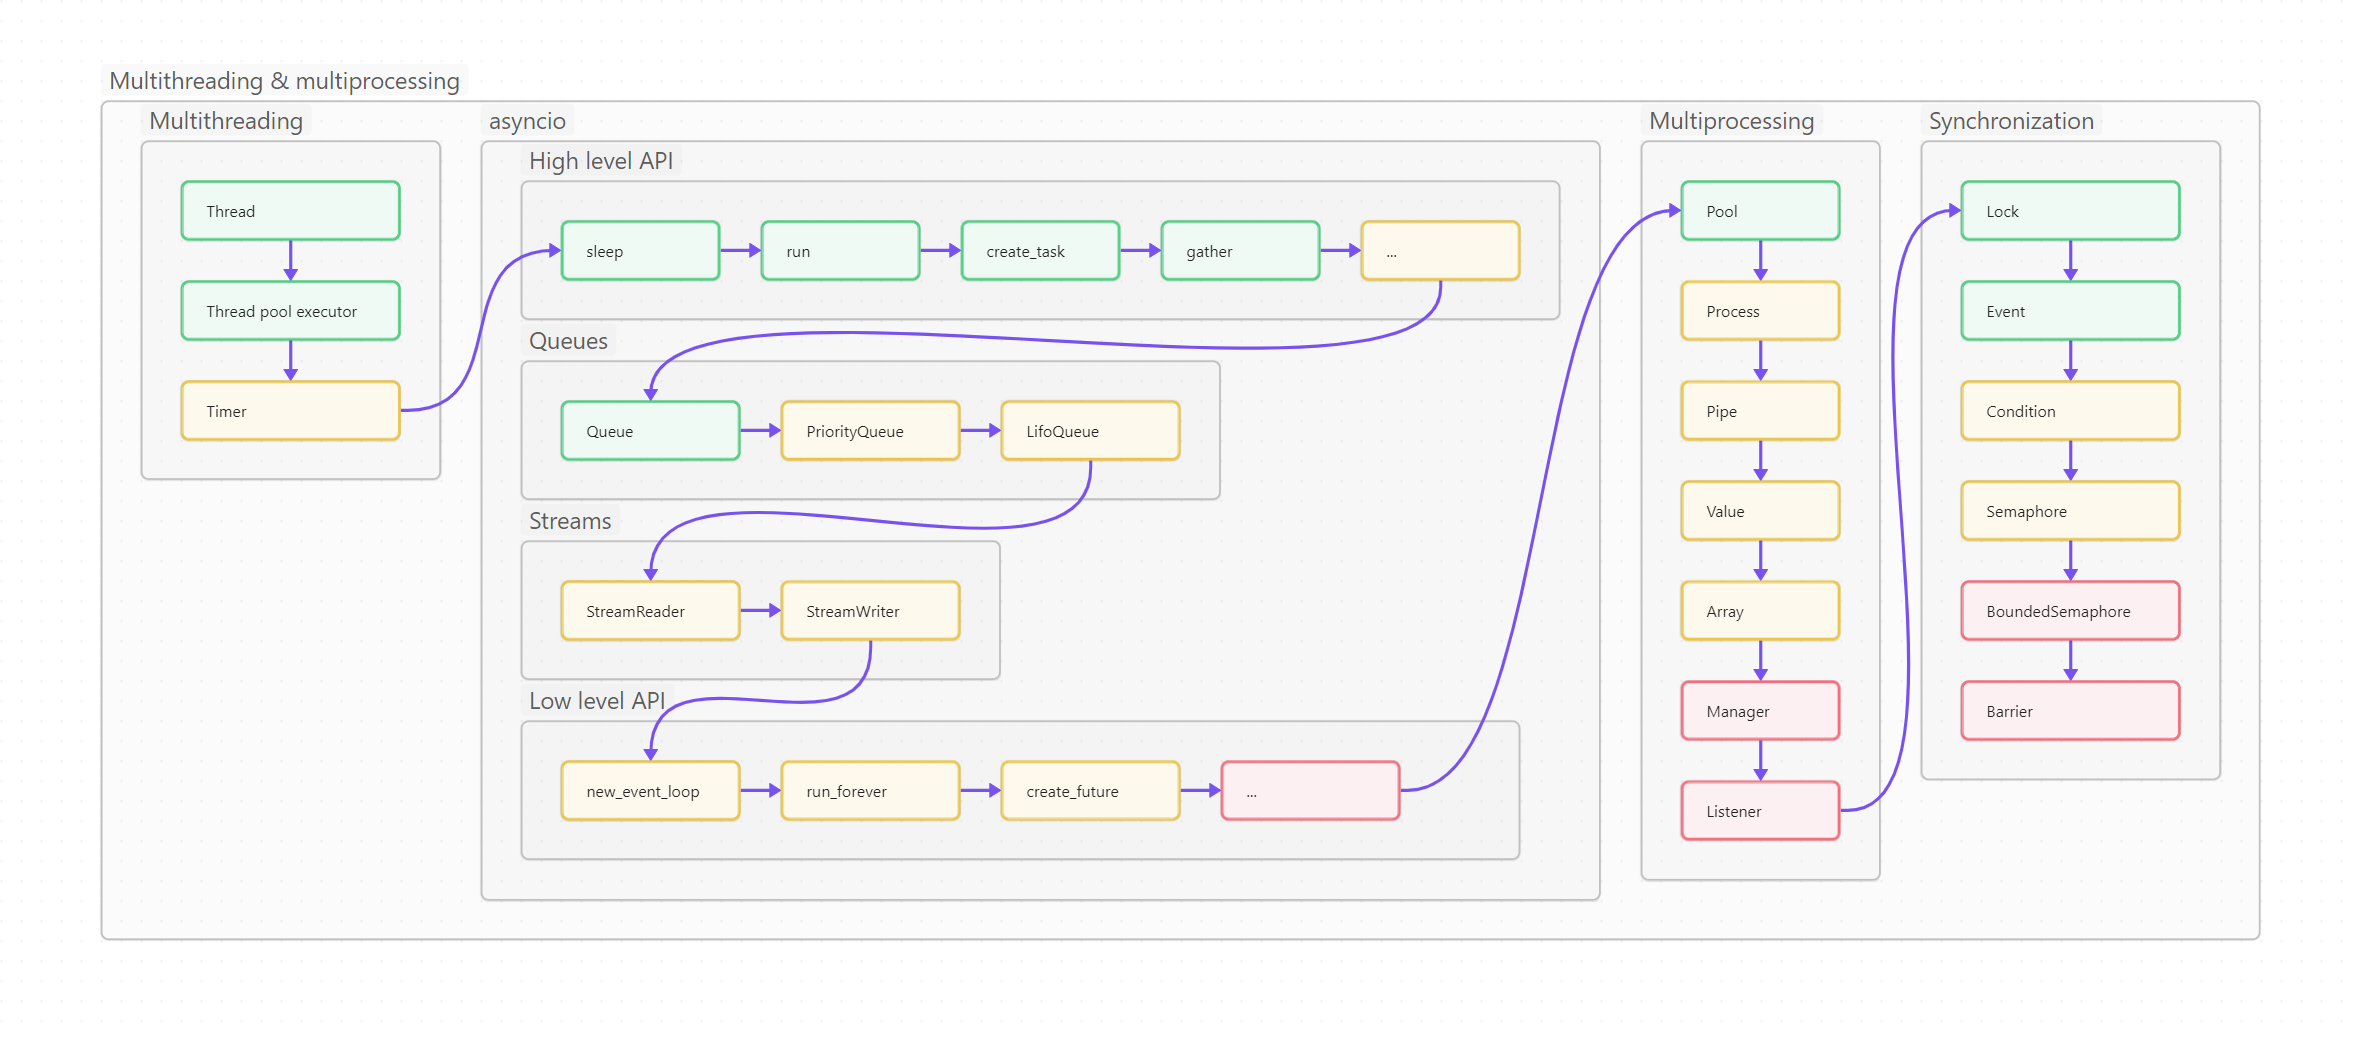 Multithreading & multiprocessing
Multithreading
Thread
Thread pool executor
Timer
asyncio
High level API
sleep
run
create_task
gather
...
Queues
Queue
PriorityQueue
LifoQueue
Streams
StreamReader
StreamWriter
Low level API
new_event_loop
run_forever
create_future
...
Multiprocessing
Pool
Process
Pipe
Value
Array
Manager
Listener
Synchronization
Lock
Event
Condition
Semaphore
BoundedSemaphore
Barrier